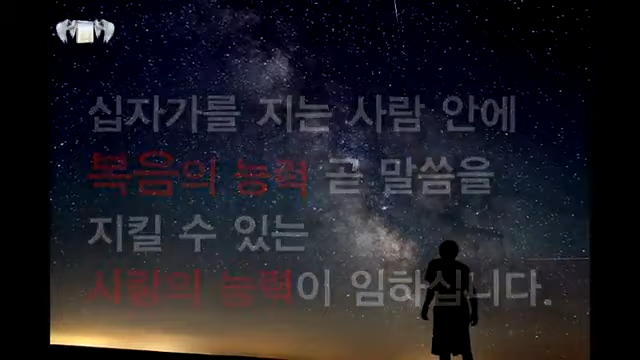 십자가를 지는 사람 안에
복음의 능력 곧 말씀을
지킬 수 있는
사랑의 능력이 임하십니다.